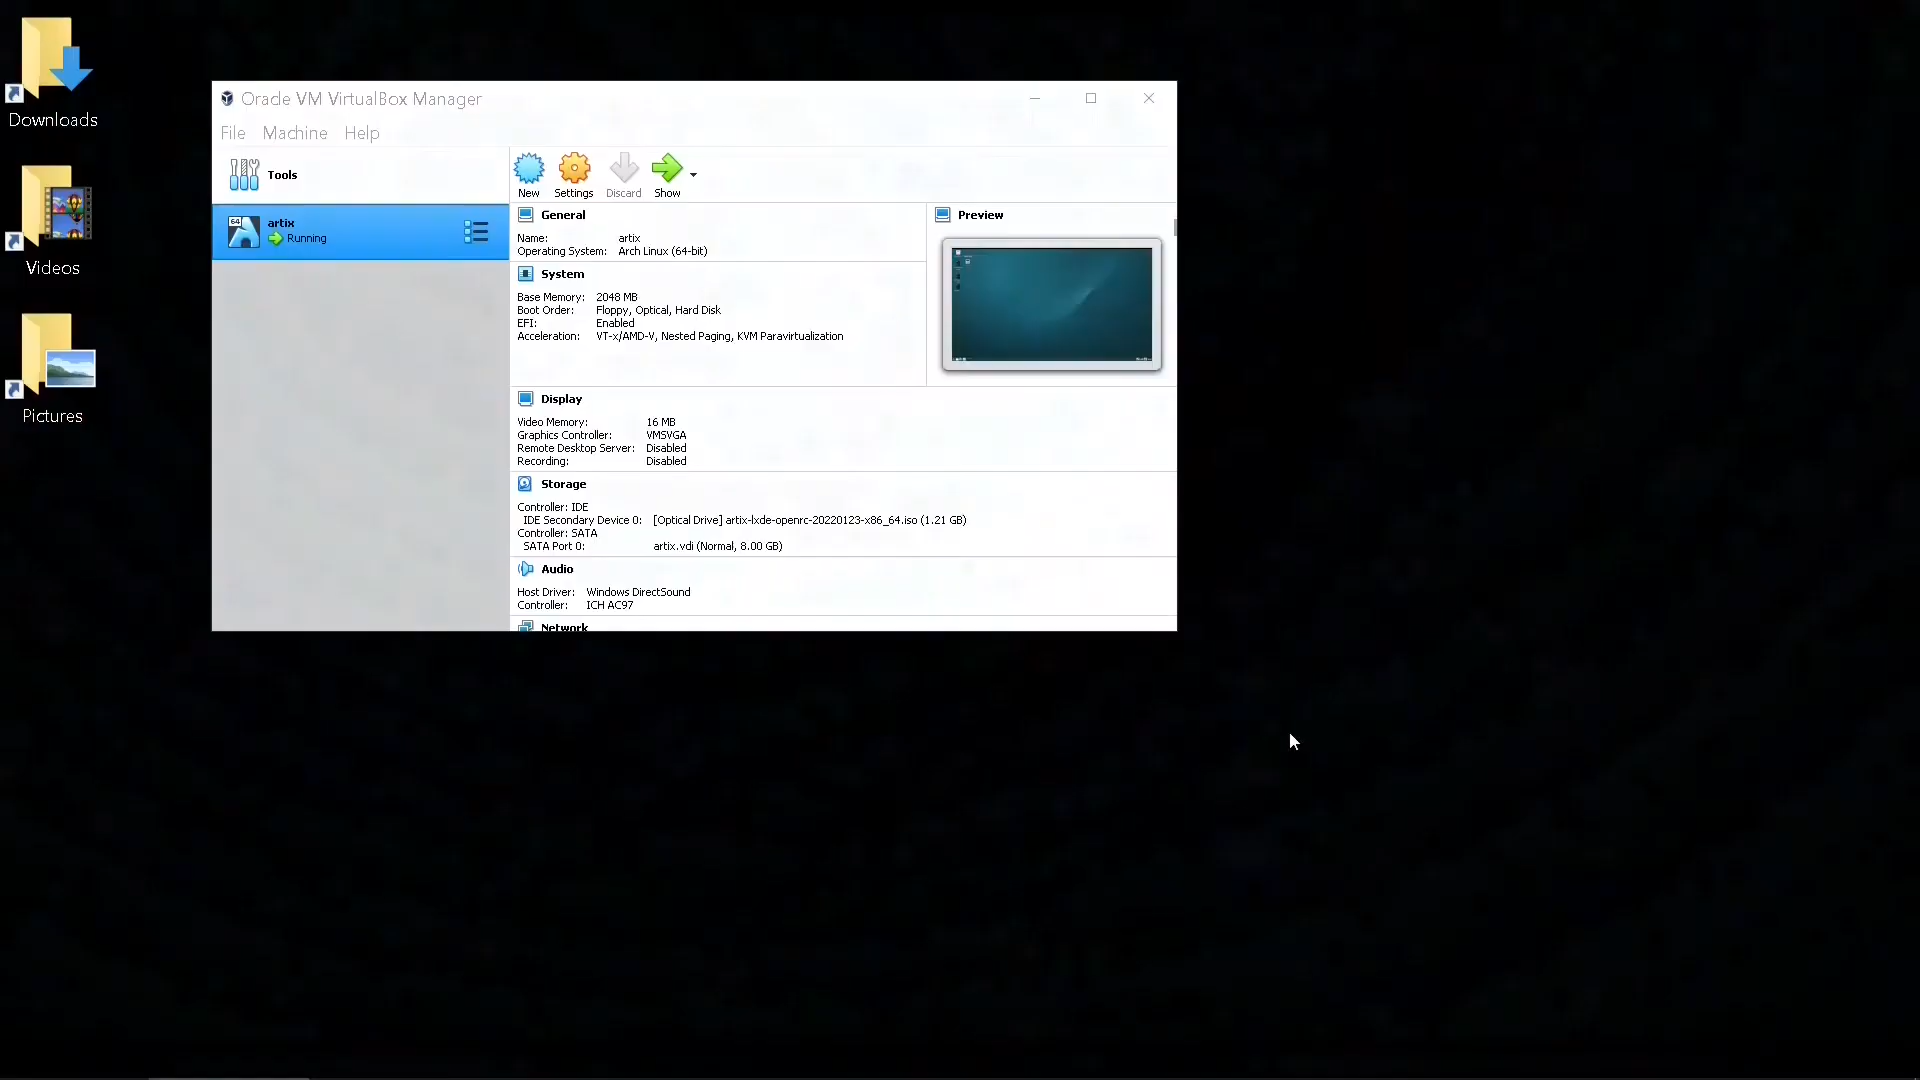 Downloads
Videos
Pictures
Oracle VM VirtualBox Manager
File Machine Help
Tools
64
artix
Running
New Settings Discard Show
General
Name: artix
Operating System: Arch Linux (64-bit)
System
Base Memory: 2048 MB
Boot Order: Floppy, Optical, Hard Disk
EFI: Enabled
Acceleration: VT-x/AMD-V, Nested Paging, KVM Paravirtualization
Preview
Display
Video Memory: 16 MB
Graphics Controller: VMSVGA
Remote Desktop Server: Disabled
Recording: Disabled
Storage
Controller: IDE
IDE Secondary Device 0: [Optical Drive] artix-lxde-openrc-20220123-x86_64.iso (1.21 GB)
Controller: SATA
SATA Port 0: artix.vdi (Normal, 8.00 GB)
Audio
Host Driver: Windows DirectSound
Controller: ICH AC97
Network